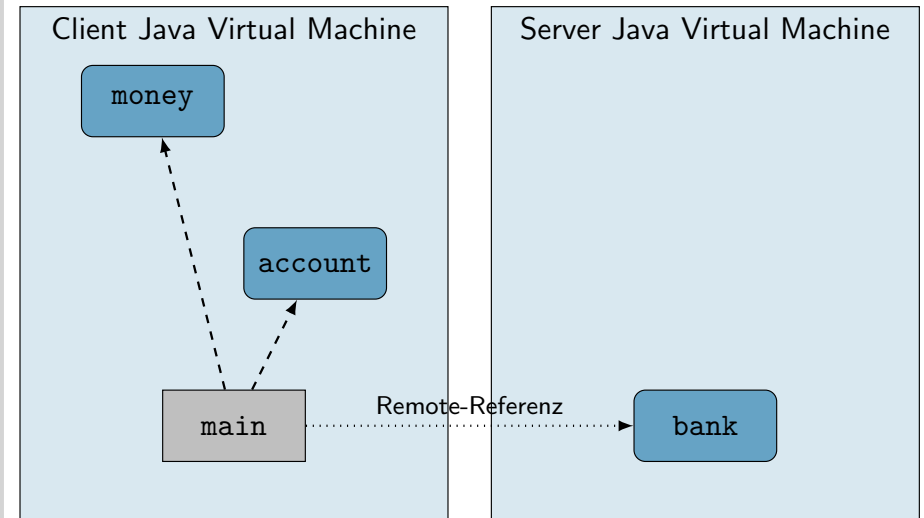 Client Java Virtual Machine
Server Java Virtual Machine
money
account
main
Remote-Referenz
bank